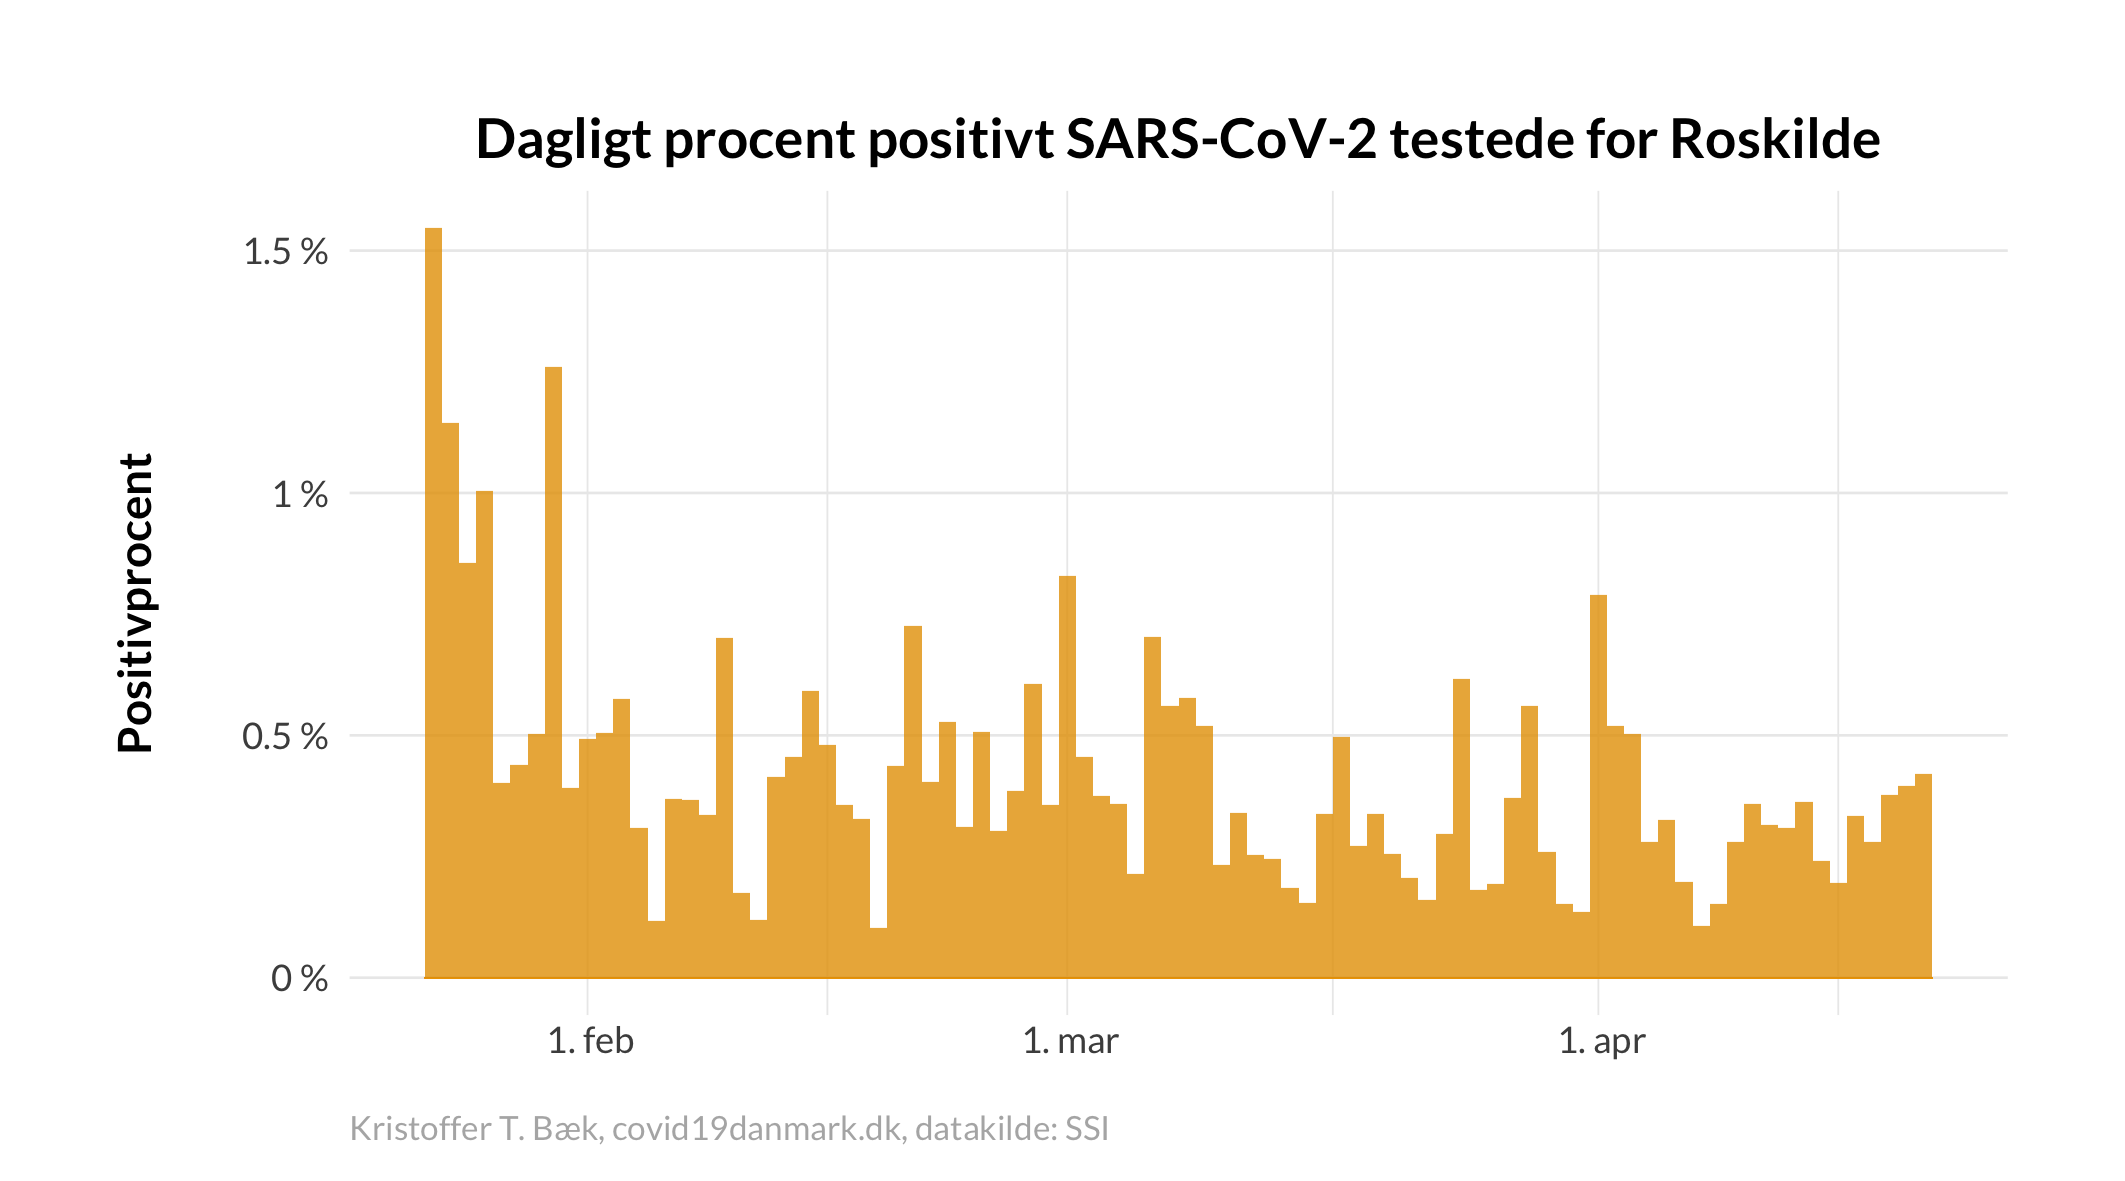 Dagligt procent positivt SARS-CoV-2 testede for Roskilde
Positivprocent
1.5 %
1 %
0.5 %
0 %
1. feb
1. mar
1. apr
Kristoffer T. Bæk, covid19danmark.dk, datakilde: SSI